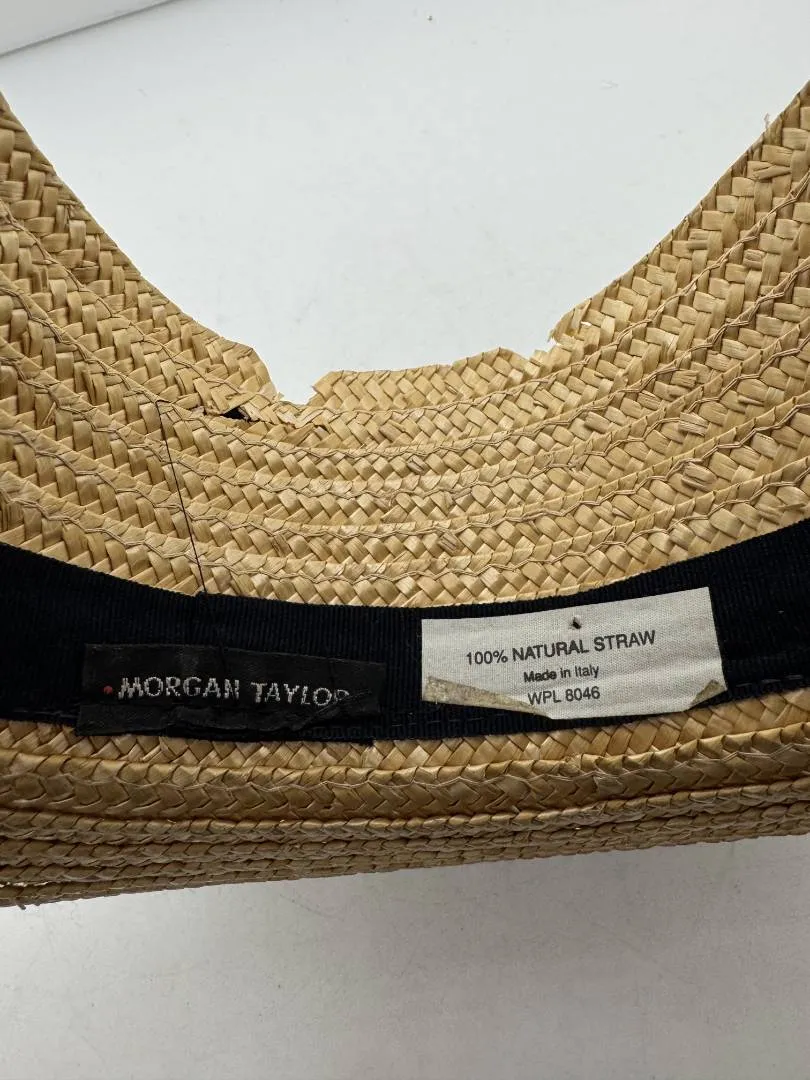 MORGAN TAYLOR
100% NATURAL STRAW
Made in Italy
WPL 8046